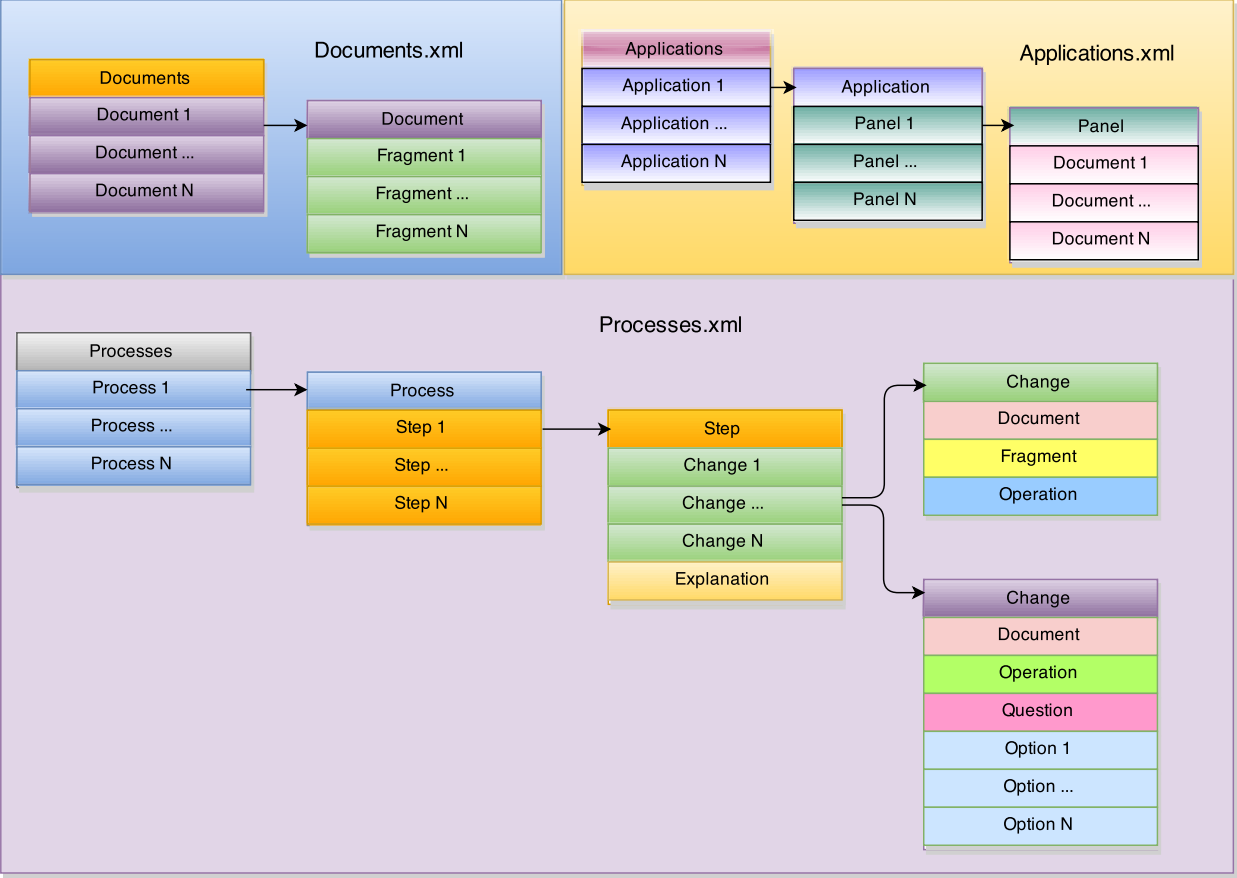 Documents.xml
Documents
Document 1
Document ...
Document N
Document
Fragment 1
Fragment ...
Fragment N
Applications.xml
Applications
Application 1
Application ...
Application N
Application
Panel 1
Panel ...
Panel N
Panel
Document 1
Document ...
Document N
Processes.xml
Processes
Process 1
Process ...
Process N
Process
Step 1
Step ...
Step N
Step
Change 1
Change ...
Change N
Explanation
Change
Document
Fragment
Operation
Change
Document
Operation
Question
Option 1
Option ...
Option N